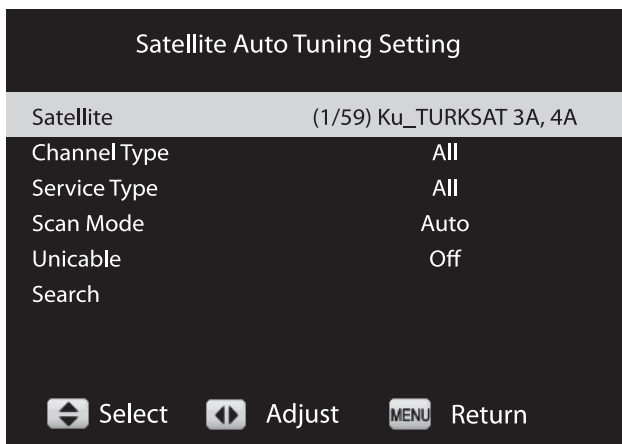 Satellite Auto Tuning Setting
Satellite (1/59) Ku_TURKSAT 3A, 4A
Channel Type All
Service Type All
Scan Mode Auto
Unicable Off
Search
Select Adjust MENU Return